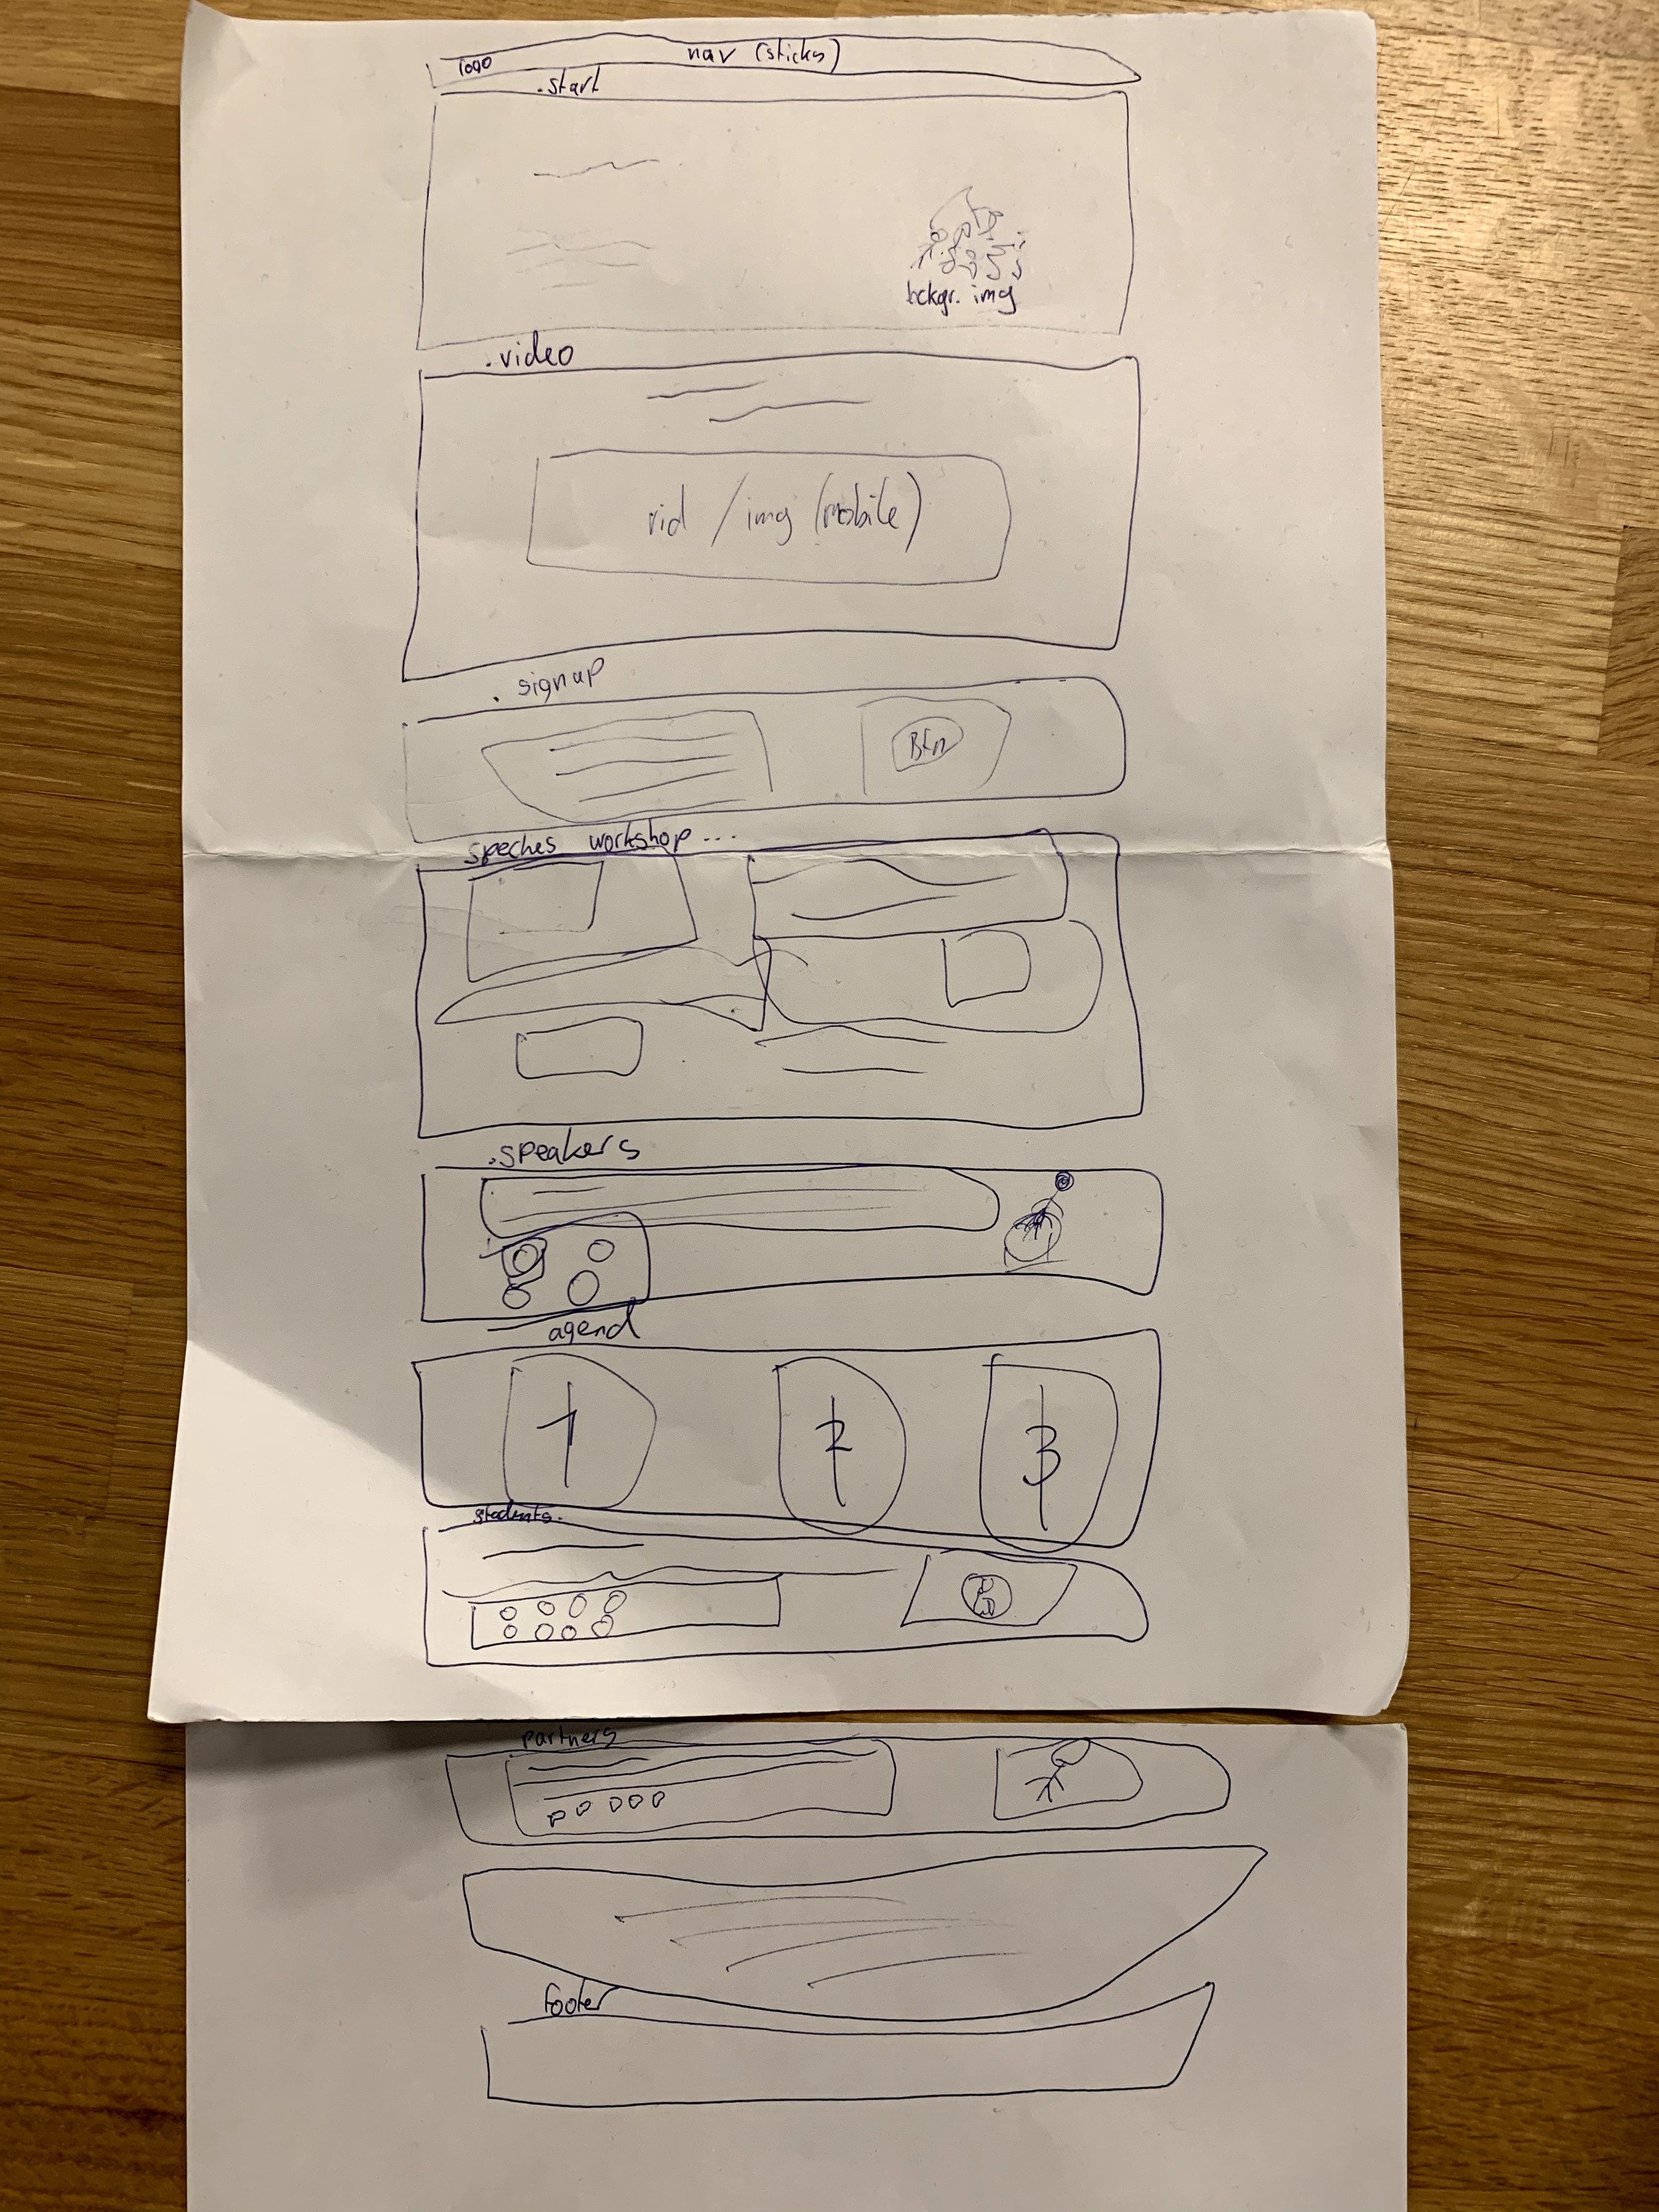 logo nav (sticky)
.start
bckgr. img
.video
vid / img (mobile)
. signup
Btn
speches workshop ...
.speakers
agend
1 2 3
students.
partners
footer